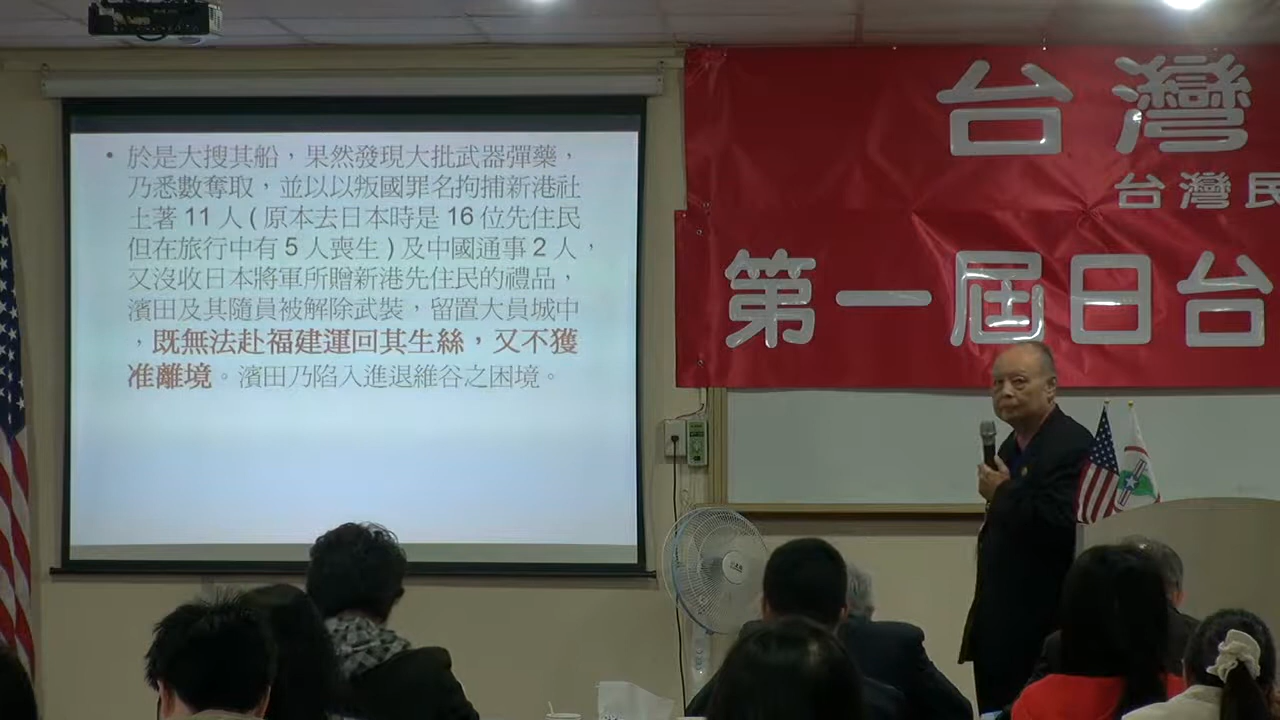 • 於是大搜其船，果然發現大批武器彈藥，
乃悉數奪取，並以以叛國罪名拘捕新港社
土著 11 人 ( 原本去日本時是 16 位先住民
但在旅行中有 5 人喪生 ) 及中國通事 2 人，
又沒收日本將軍所贈新港先住民的禮品，
濱田及其隨員被解除武裝，留置大員城中
，既無法赴福建運回其生絲，又不獲
准離境。濱田乃陷入進退維谷之困境。
台灣
台灣民
第一屆日台